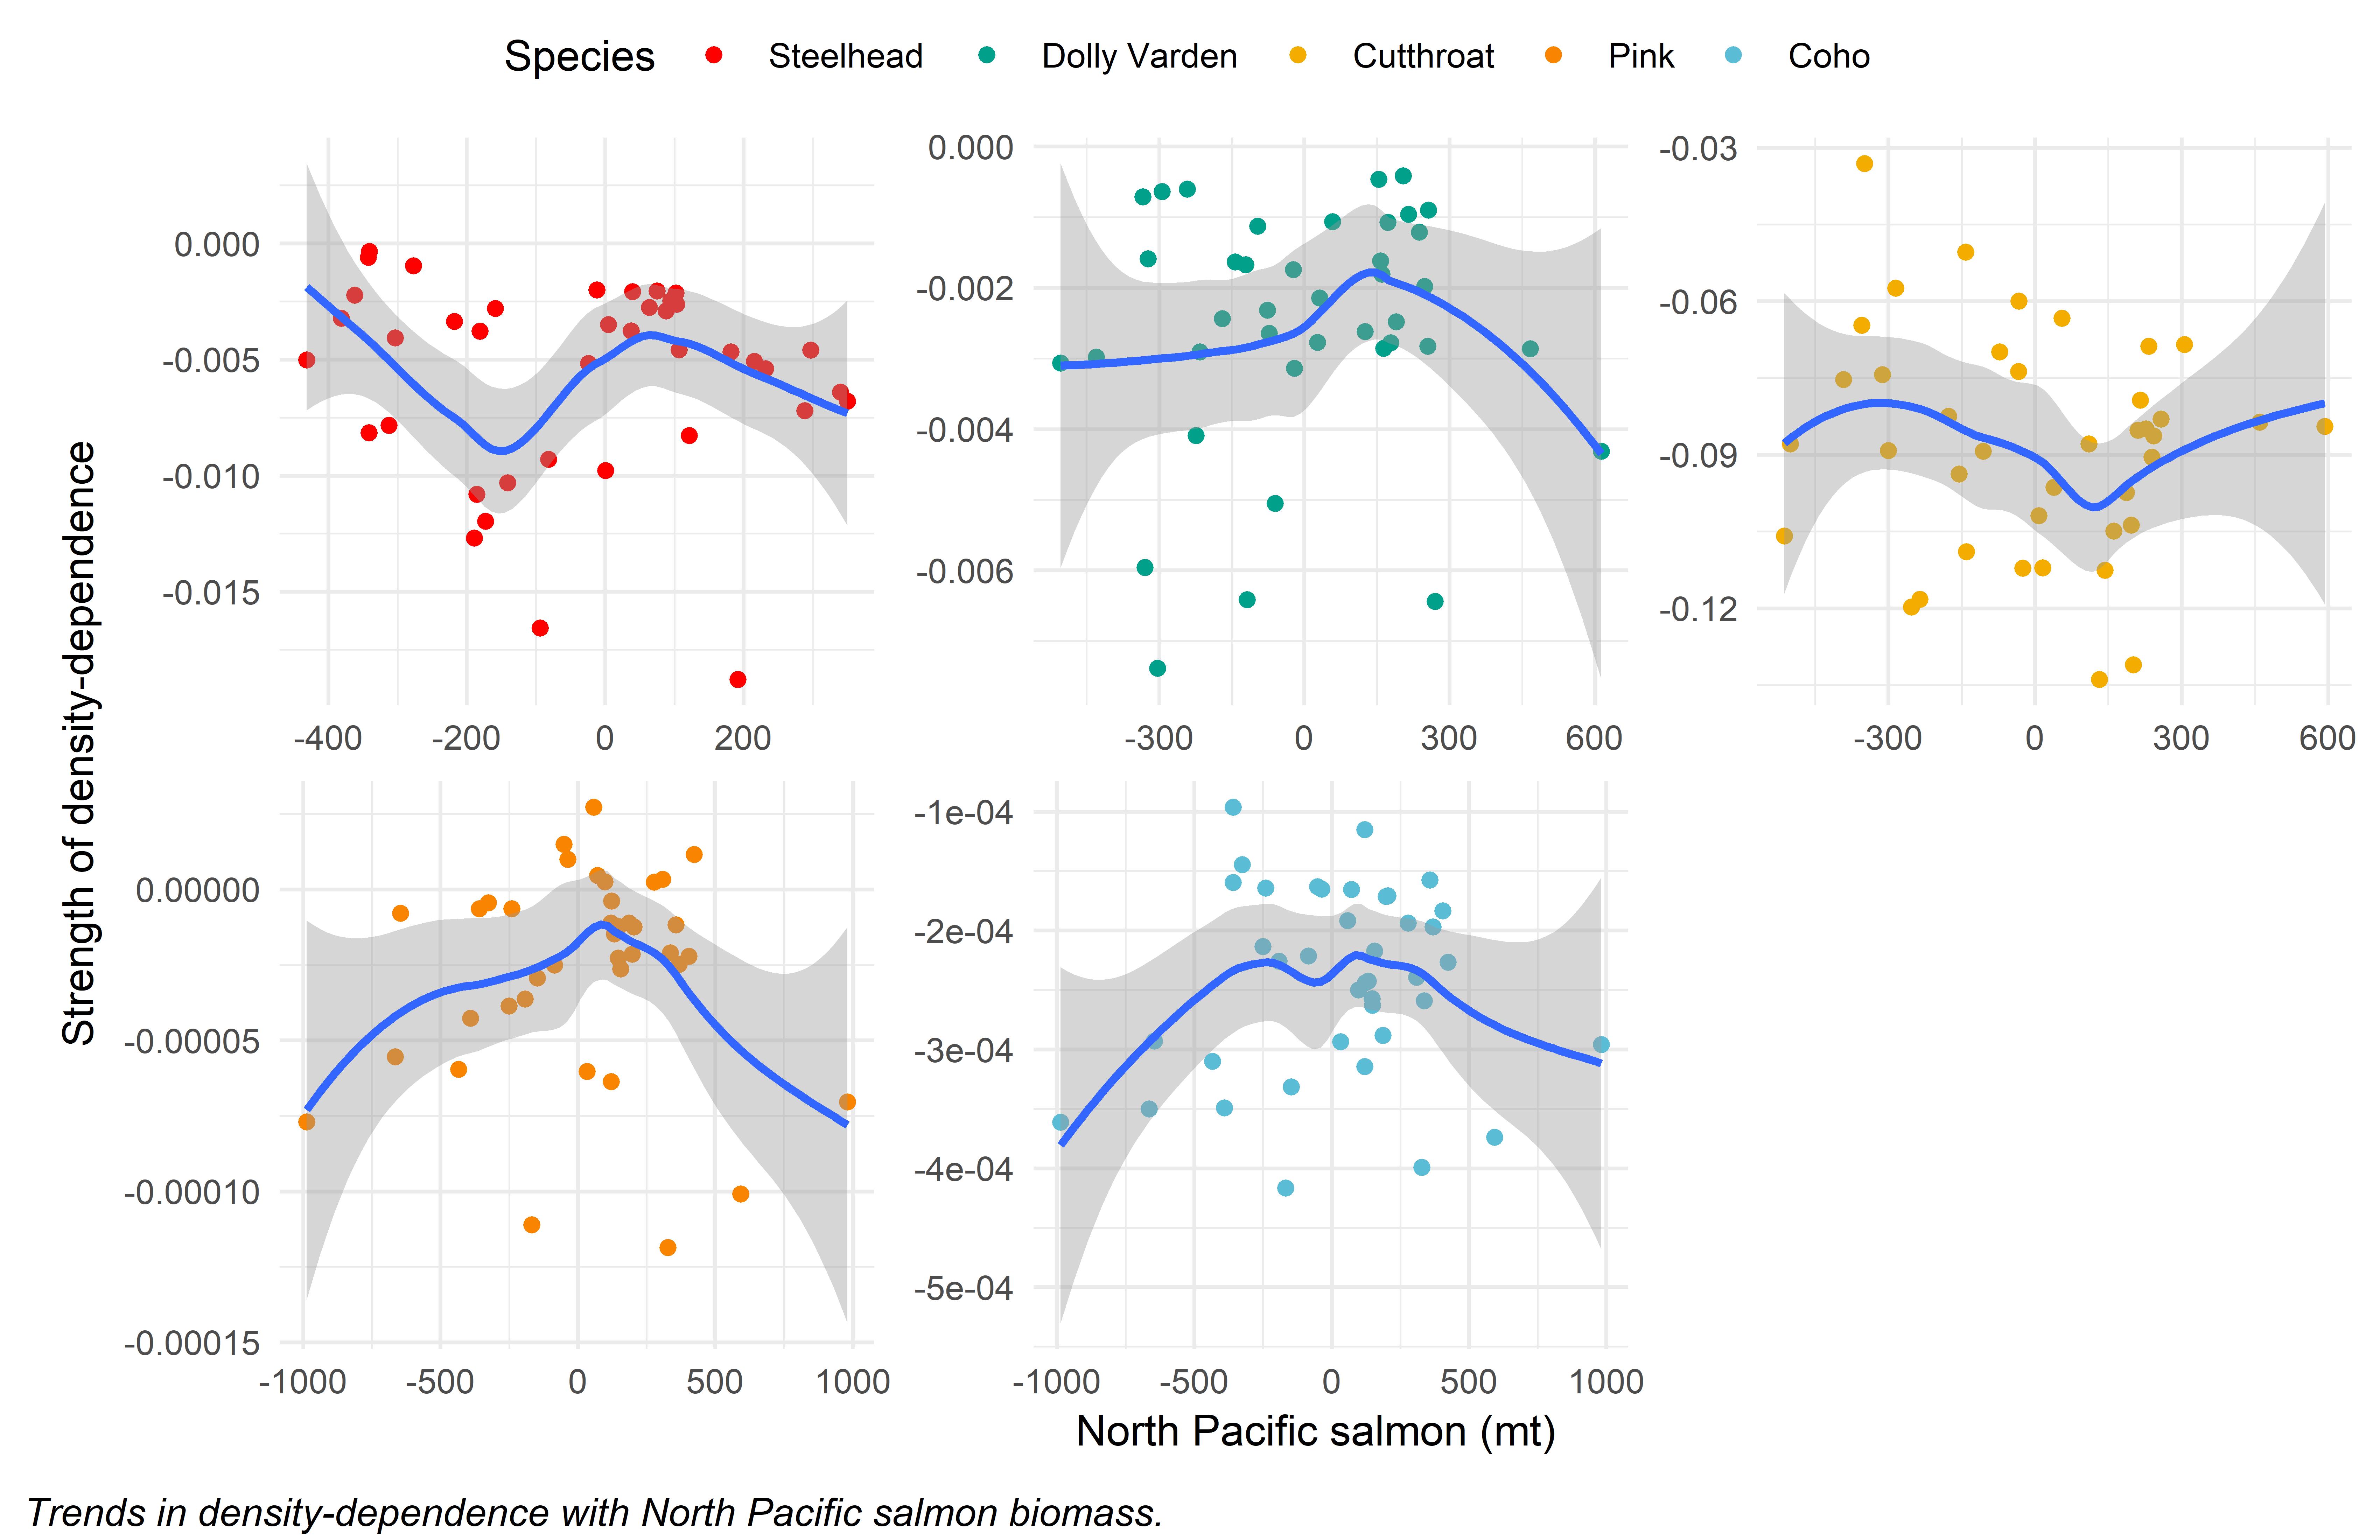 Species Steelhead Dolly Varden Cutthroat Pink Coho
Strength of density-dependence
0.000
-0.005
-0.010
-0.015
-400 -200 0 200
0.000
-0.002
-0.004
-0.006
-300 0 300 600
-0.03
-0.06
-0.09
-0.12
-300 0 300 600
0.00000
-0.00005
-0.00010
-0.00015
-1000 -500 0 500 1000
-1e-04
-2e-04
-3e-04
-4e-04
-5e-04
-1000 -500 0 500 1000
North Pacific salmon (mt)
Trends in density-dependence with North Pacific salmon biomass.